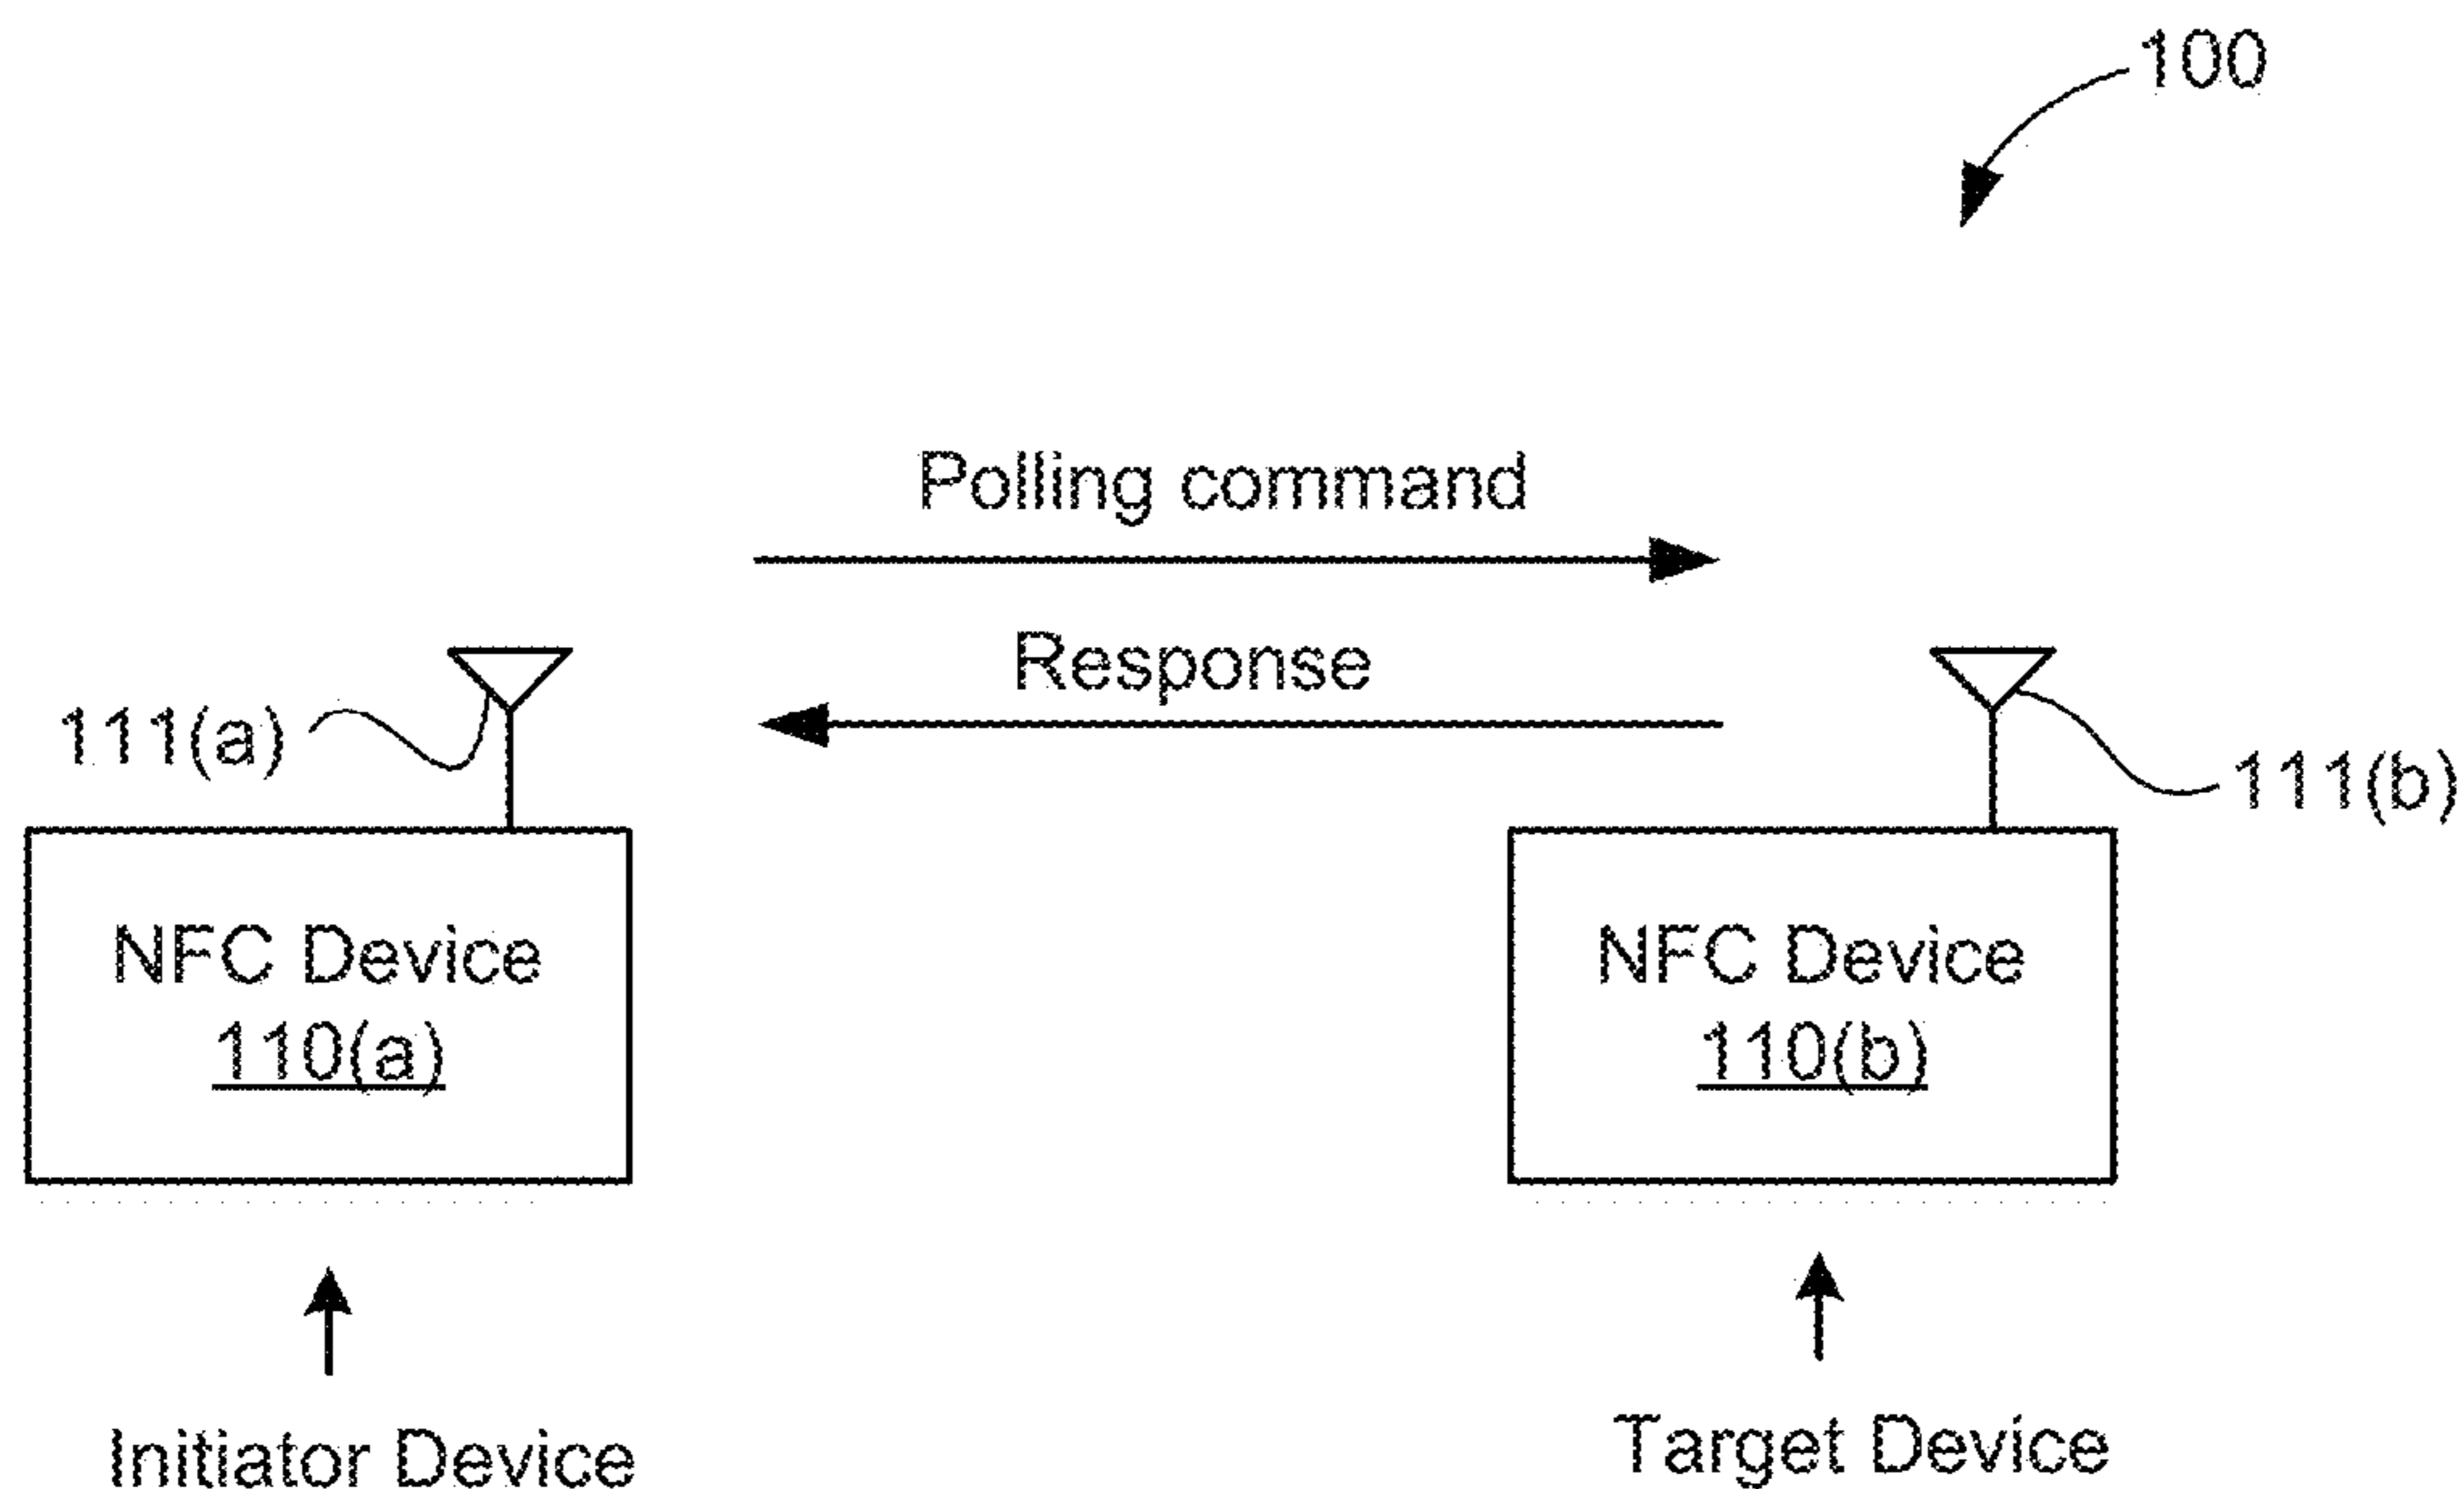 100
Polling command
Response
111(a)
111(b)
NFC Device
110(a)
NFC Device
110(b)
Initiator Device
Target Device